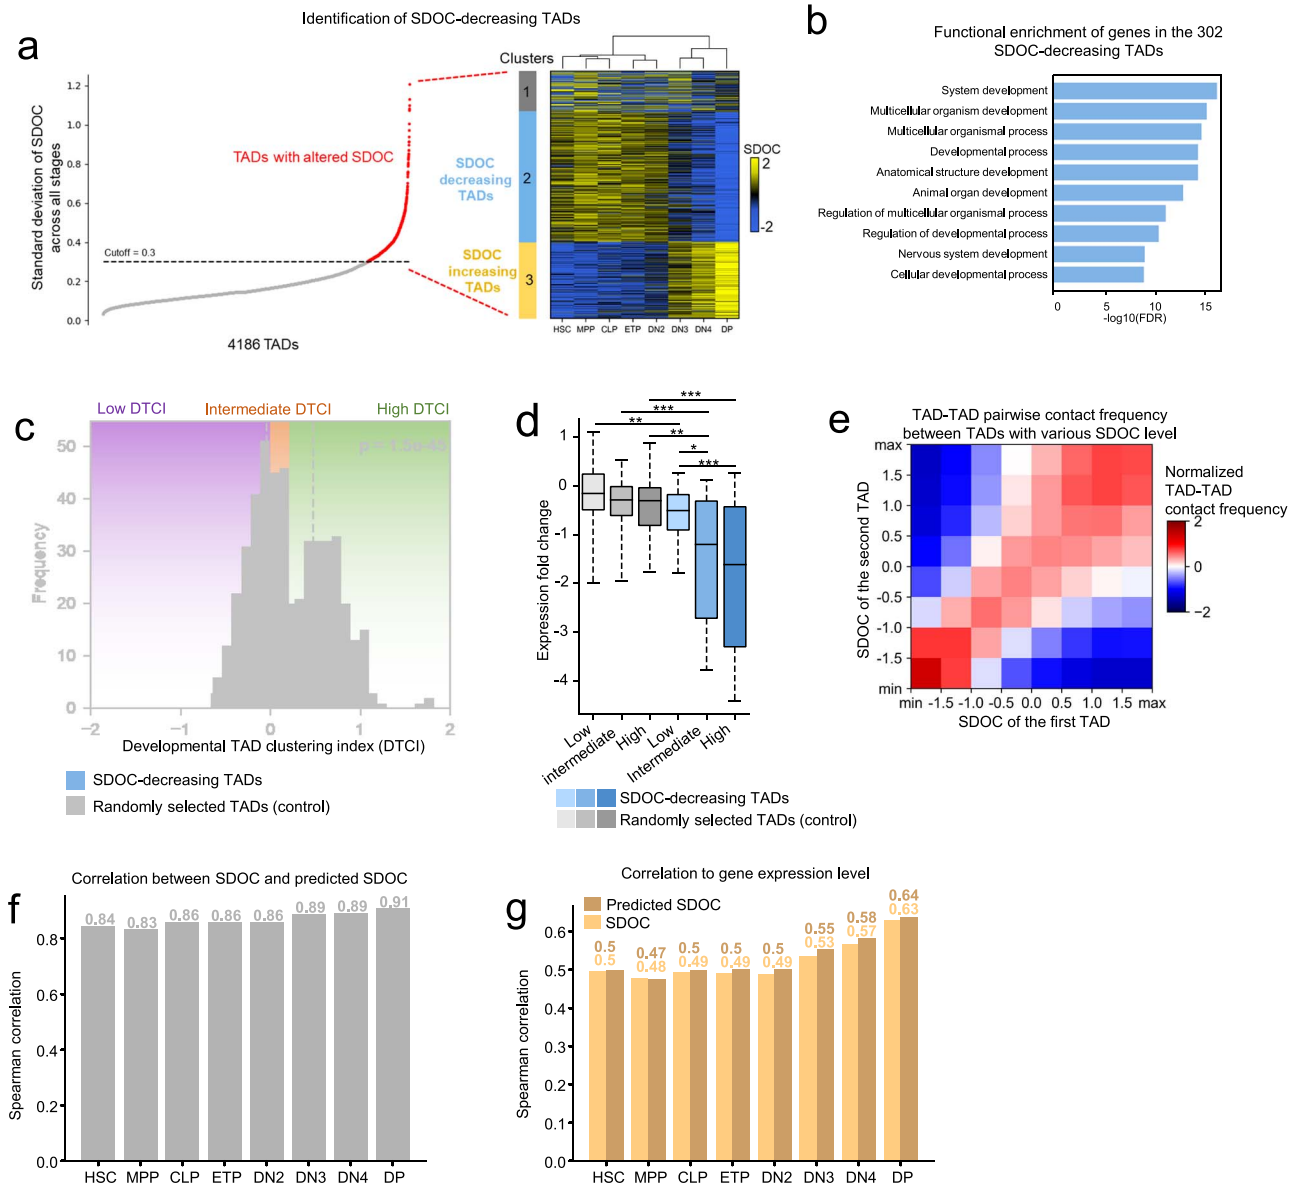 Identification of SDOC-decreasing TADs
a
Clusters
Standard deviation of SDOC
across all stages
1.2
1.0
0.8
0.6
0.4
0.2
0.0
TADs with altered SDOC
Cutoff = 0.3
4186 TADs
SDOC
decreasing
TADs
SDOC
increasing
TADs
1
2
3
HSC MPP CLP ETP DN2 DN3 DN4 DP
SDOC
2
-2
b
Functional enrichment of genes in the 302
SDOC-decreasing TADs
System development
Multicellular organism development
Multicellular organismal process
Developmental process
Anatomical structure development
Animal organ development
Regulation of multicellular organismal process
Regulation of developmental process
Nervous system development
Cellular developmental process
0 5 10 15
-log10(FDR)
c
Low DTCI Intermediate DTCI High DTCI
Frequency
50
40
30
20
10
0
−2 −1 0 1 2
Developmental TAD clustering index (DTCI)
SDOC-decreasing TADs
Randomly selected TADs (control)
d
***
***
**
**
*
***
Expression fold change
1
0
-1
−2
−3
−4
Low intermediate High Low Intermediate High
SDOC-decreasing TADs
Randomly selected TADs (control)
e
TAD-TAD pairwise contact frequency
between TADs with various SDOC level
SDOC of the second TAD
max
1.5
1.0
0.5
0.0
-0.5
-1.0
-1.5
min
min -1.5 -1.0 -0.5 0.5 1.0 1.5 max
SDOC of the first TAD
Normalized
TAD-TAD
contact frequency
2
0
−2
f
Correlation between SDOC and predicted SDOC
Spearman correlation
0.8
0.6
0.4
0.2
0.0
0.84 0.83 0.86 0.86 0.86 0.89 0.89 0.91
HSC MPP CLP ETP DN2 DN3 DN4 DP
g
Correlation to gene expression level
Predicted SDOC
SDOC
Spearman correlation
0.6
0.5
0.4
0.3
0.2
0.1
0.0
0.5 0.47 0.5 0.5 0.5 0.55 0.58 0.64
0.5 0.48 0.49 0.49 0.49 0.53 0.57 0.63
HSC MPP CLP ETP DN2 DN3 DN4 DP